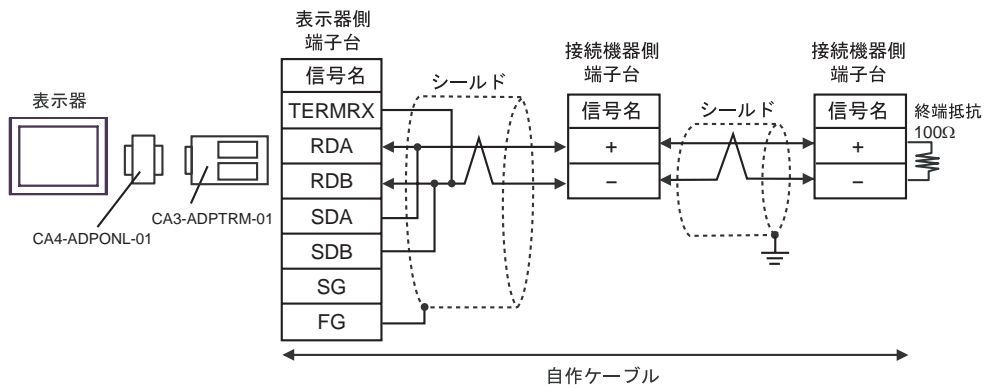 表示器
CA4-ADPONL-01
CA3-ADPTRM-01
表示器側
端子台
信号名
TERMRX
RDA
RDB
SDA
SDB
SG
FG
シールド
接続機器側
端子台
信号名
+
−
シールド
接続機器側
端子台
信号名
+
−
終端抵抗
100Ω
自作ケーブル